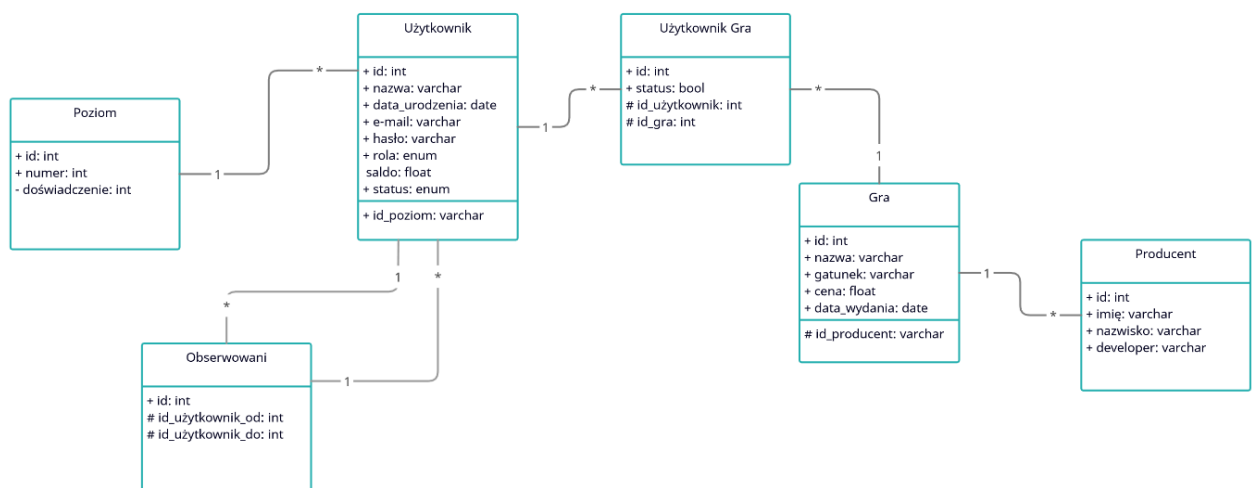 Użytkownik
+ id: int
+ nazwa: varchar
+ data_urodzenia: date
+ e-mail: varchar
+ hasło: varchar
+ rola: enum
saldo: float
+ status: enum
+ id_poziom: varchar
Użytkownik Gra
+ id: int
+ status: bool
# id_użytkownik: int
# id_gra: int
Poziom
+ id: int
+ numer: int
- doświadczenie: int
1
*
1
*
*
1
Gra
+ id: int
+ nazwa: varchar
+ gatunek: varchar
+ cena: float
+ data_wydania: date
# id_producent: varchar
1
*
Producent
+ id: int
+ imię: varchar
+ nazwisko: varchar
+ developer: varchar
1
*
*
1
Obserwowani
+ id: int
# id_użytkownik_od: int
# id_użytkownik_do: int